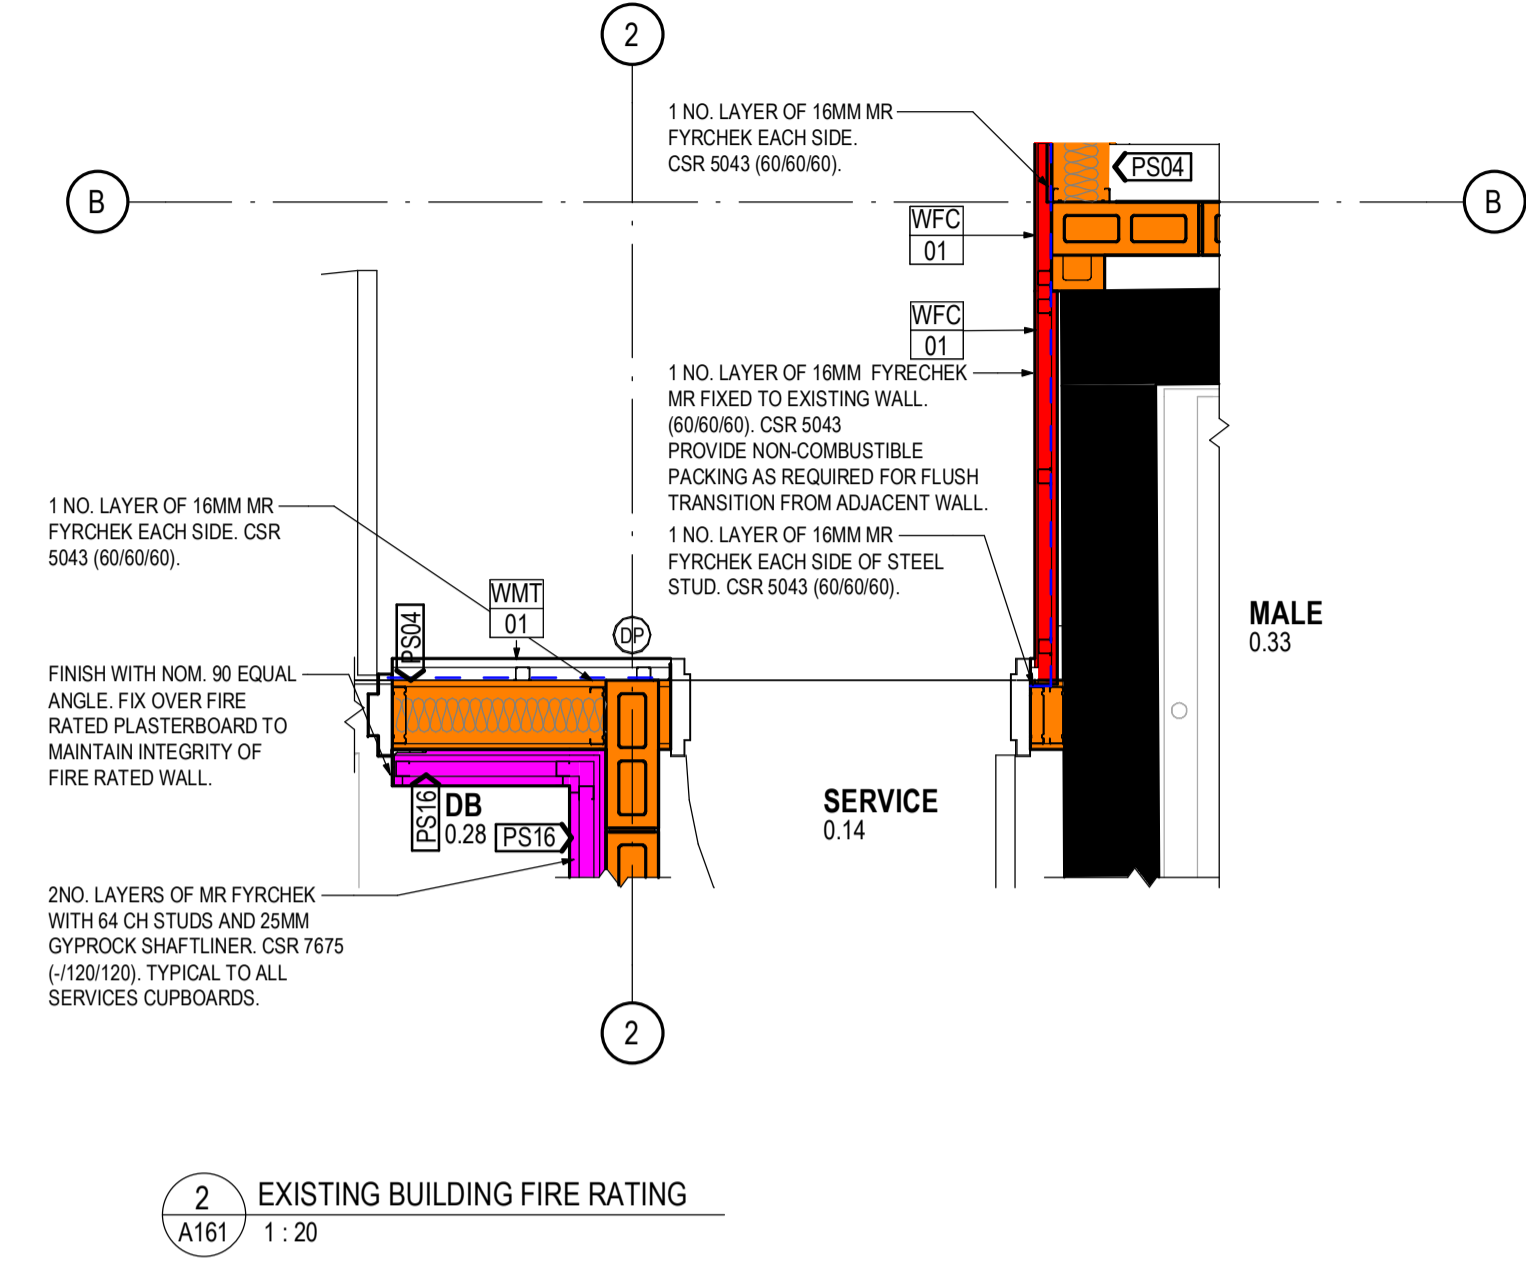 2
1 NO. LAYER OF 16MM MR
FYRCHEK EACH SIDE.
CSR 5043 (60/60/60).
PS04
B
B
WFC
01
WFC
01
1 NO. LAYER OF 16MM FYRECHEK
MR FIXED TO EXISTING WALL.
(60/60/60). CSR 5043
PROVIDE NON-COMBUSTIBLE
PACKING AS REQUIRED FOR FLUSH
TRANSITION FROM ADJACENT WALL.
1 NO. LAYER OF 16MM MR
FYRCHEK EACH SIDE. CSR
5043 (60/60/60).
1 NO. LAYER OF 16MM MR
FYRCHEK EACH SIDE OF STEEL
STUD. CSR 5043 (60/60/60).
WMT
01
PS04
DP
MALE
0.33
FINISH WITH NOM. 90 EQUAL
ANGLE. FIX OVER FIRE
RATED PLASTERBOARD TO
MAINTAIN INTEGRITY OF
FIRE RATED WALL.
PS16
DB
0.28
PS16
SERVICE
0.14
2NO. LAYERS OF MR FYRCHEK
WITH 64 CH STUDS AND 25MM
GYPROCK SHAFTLINER. CSR 7675
(-/120/120). TYPICAL TO ALL
SERVICES CUPBOARDS.
2
2
A161
EXISTING BUILDING FIRE RATING
1 : 20